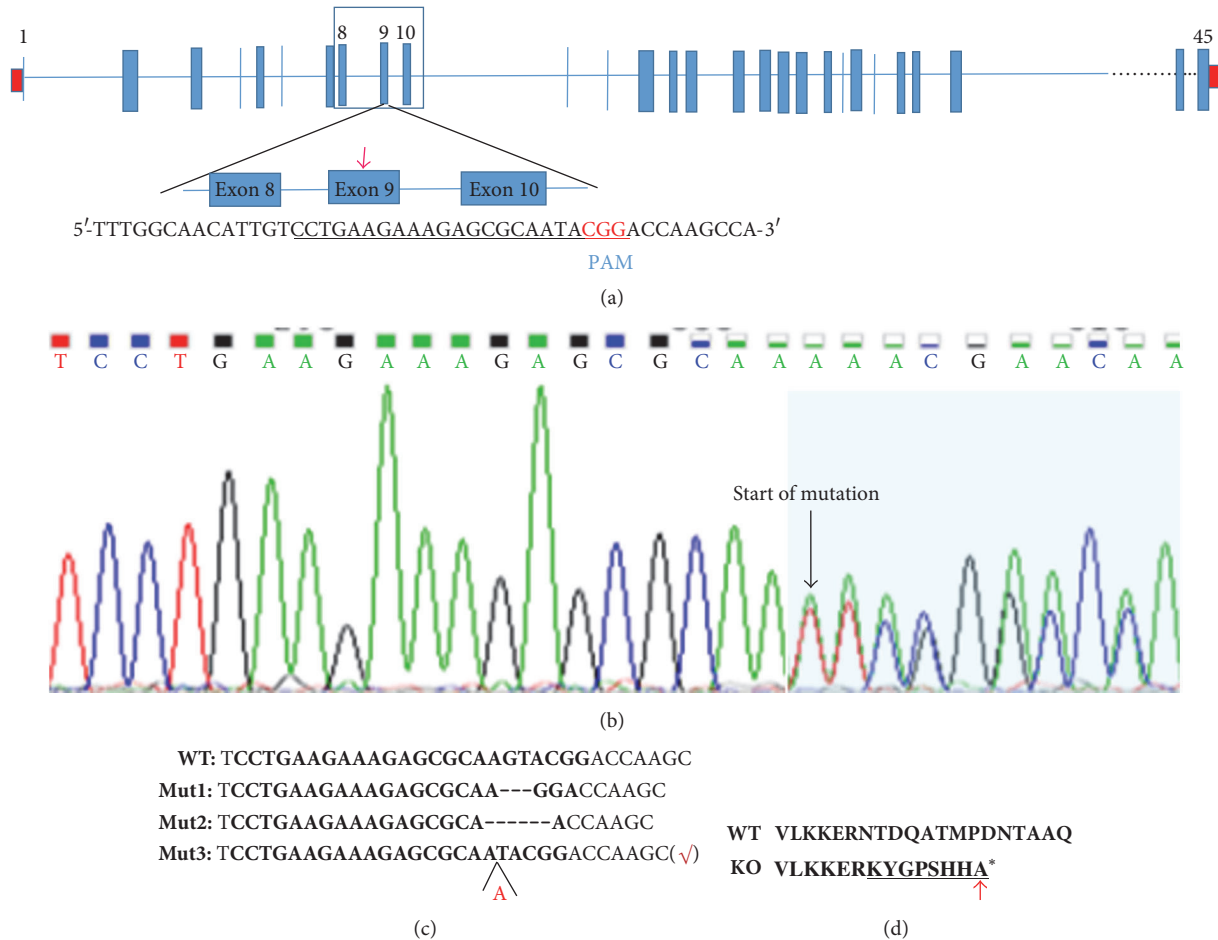 1
8 9 10
45
Exon 8 Exon 9 Exon 10
5′-TTTGGCAACATTGTCCTGAAGAAAGAGCGCAATACGGACCAAGCCA-3′
PAM
(a)
T C C T G A A G A A A G A G C G C A A A A A C G A A C A A
Start of mutation
(b)
WT: TCCTGAAGAAAGAGCGCAAGTACGGACCAAGC
Mut1: TCCTGAAGAAAGAGCGCAA---GGACCAAGC
Mut2: TCCTGAAGAAAGAGCGCA------ACCAAGC
Mut3: TCCTGAAGAAAGAGCGCAATACGGACCAAGC(√)
A
(c)
WT VLKKERNTDQATMPDNTAAQ
KO VLKKERKYGPSHHA*
(d)